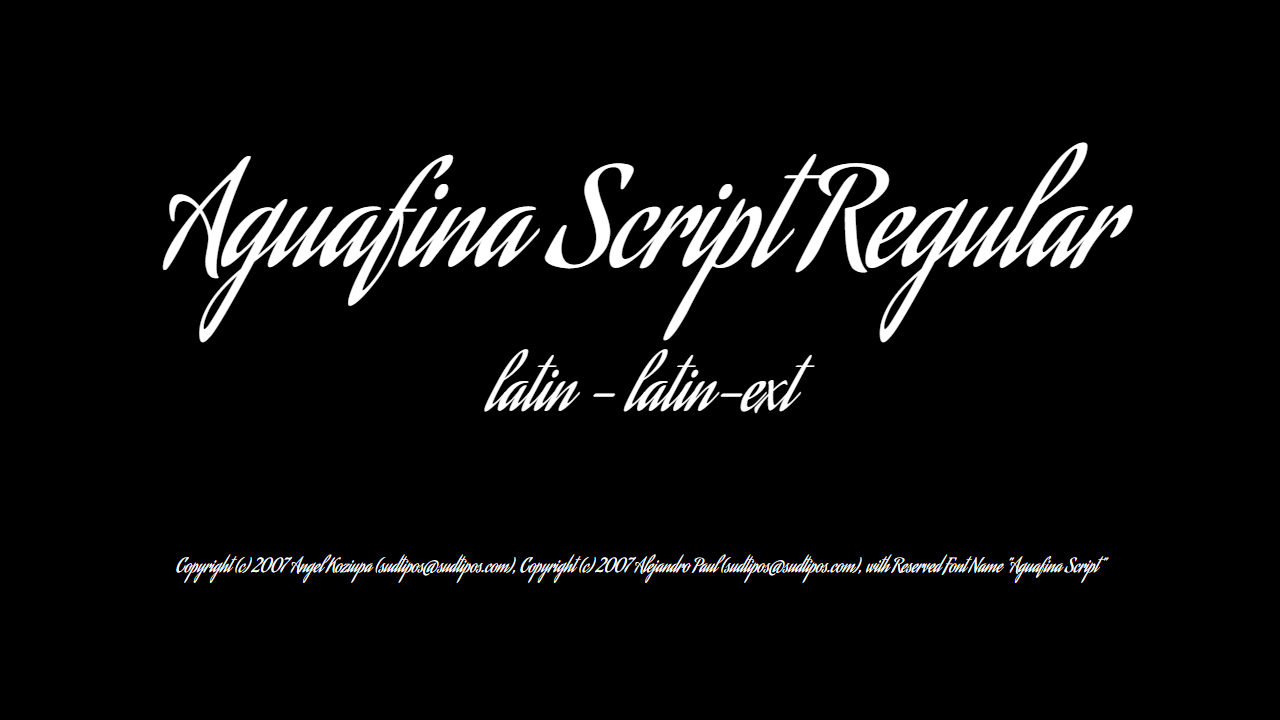 Aguafina Script Regular
latin - latin-ext
Copyright (c) 2007 Angel Koziupa (sudtipos@sudtipos.com), Copyright (c) 2007 Alejandro Paul (sudtipos@sudtipos.com), with Reserved Font Name "Aguafina Script"